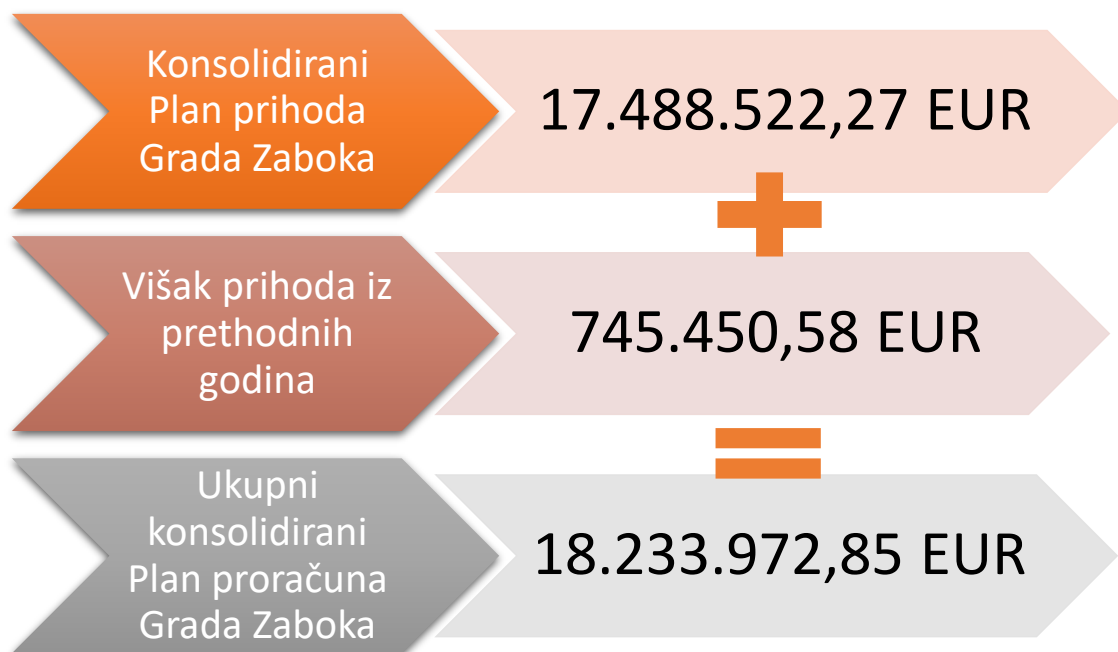 Konsolidirani
Plan prihoda
Grada Zaboka
17.488.522,27 EUR
Višak prihoda iz
prethodnih
godina
745.450,58 EUR
Ukupni
konsolidirani
Plan proračuna
Grada Zaboka
18.233.972,85 EUR